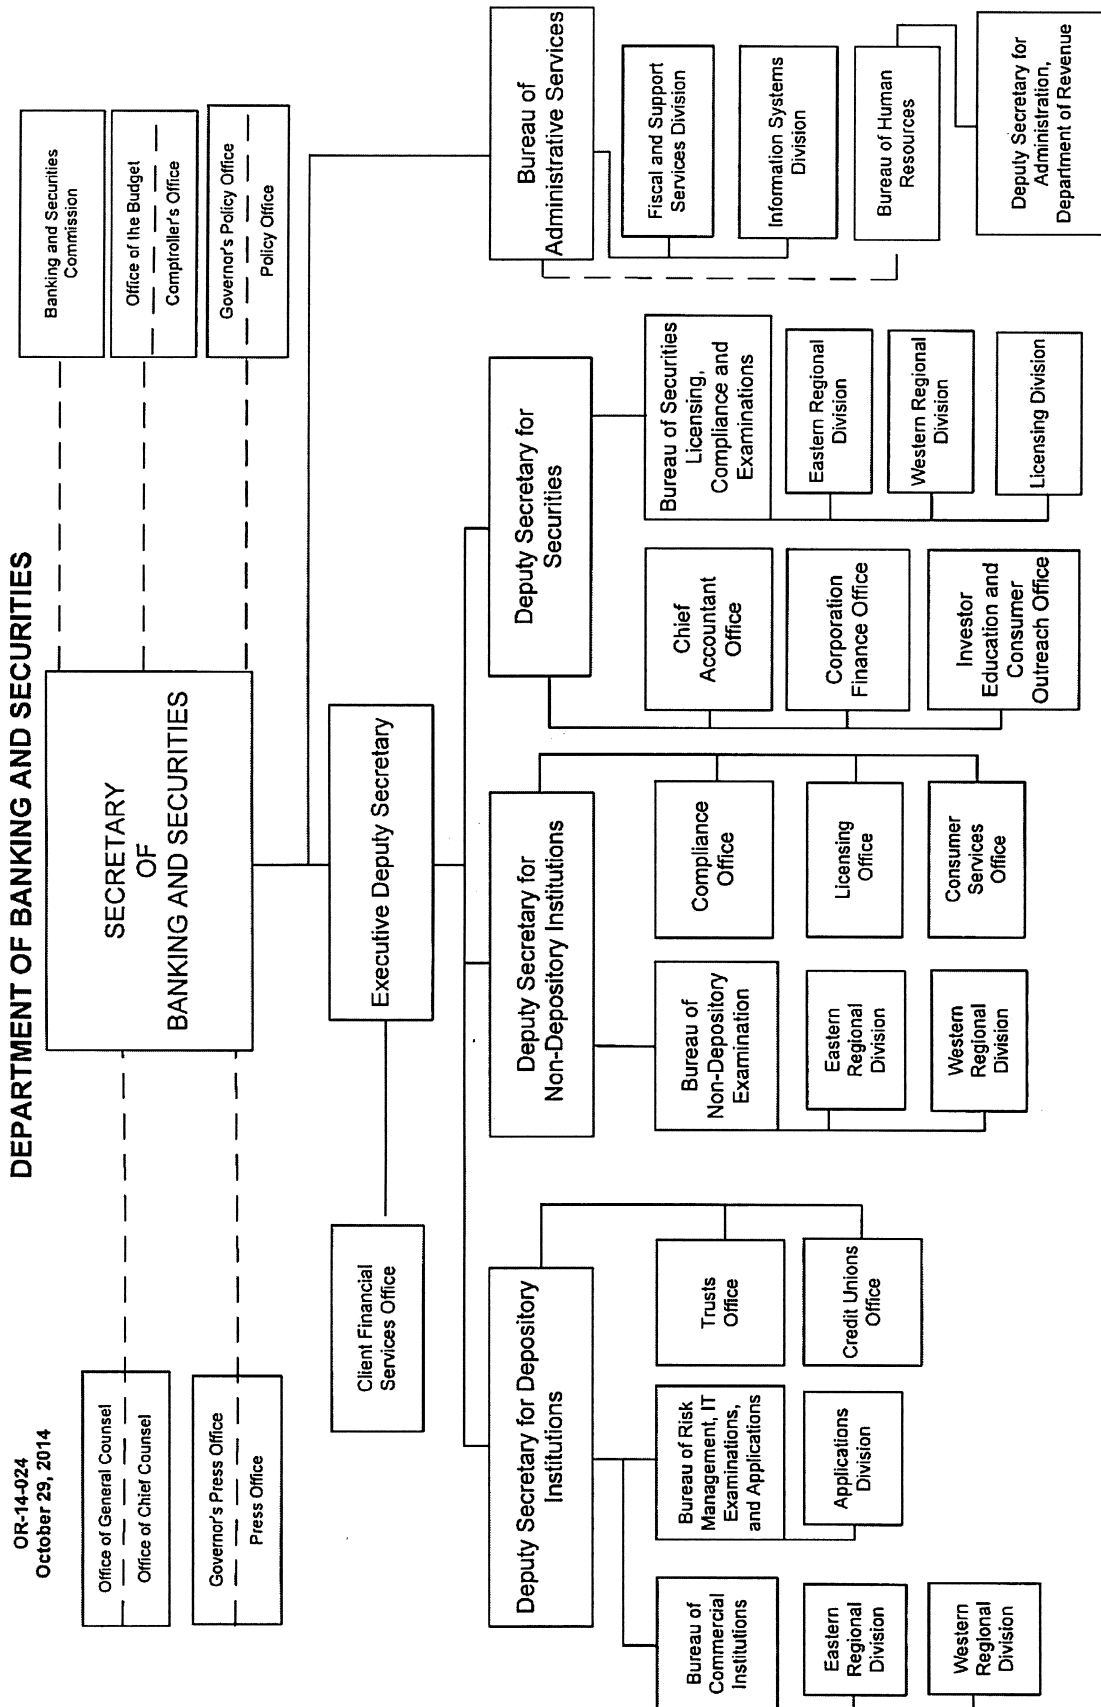 OR-14-024
October 29, 2014
DEPARTMENT OF BANKING AND SECURITIES
Office of General Counsel
Office of Chief Counsel
Governor's Press Office
Press Office
SECRETARY
OF
BANKING AND SECURITIES
Banking and Securities
Commission
Office of the Budget
Comptroller's Office
Governor's Policy Office
Policy Office
Client Financial
Services Office
Executive Deputy Secretary
Deputy Secretary for Depository
Institutions
Deputy Secretary for
Non-Depository Institutions
Deputy Secretary for
Securities
Bureau of
Administrative Services
Bureau of
Commercial
Institutions
Eastern
Regional
Division
Western
Regional
Division
Bureau of Risk
Management, IT
Examinations,
and Applications
Applications
Division
Trusts
Office
Credit Unions
Office
Bureau of
Non-Depository
Examination
Eastern
Regional
Division
Western
Regional
Division
Compliance
Office
Licensing
Office
Consumer
Services
Office
Chief
Accountant
Office
Corporation
Finance Office
Investor
Education and
Consumer
Outreach Office
Bureau of Securities
Licensing,
Compliance and
Examinations
Eastern Regional
Division
Western Regional
Division
Licensing Division
Fiscal and Support
Services Division
Information Systems
Division
Bureau of Human
Resources
Deputy Secretary for
Administration,
Department of Revenue